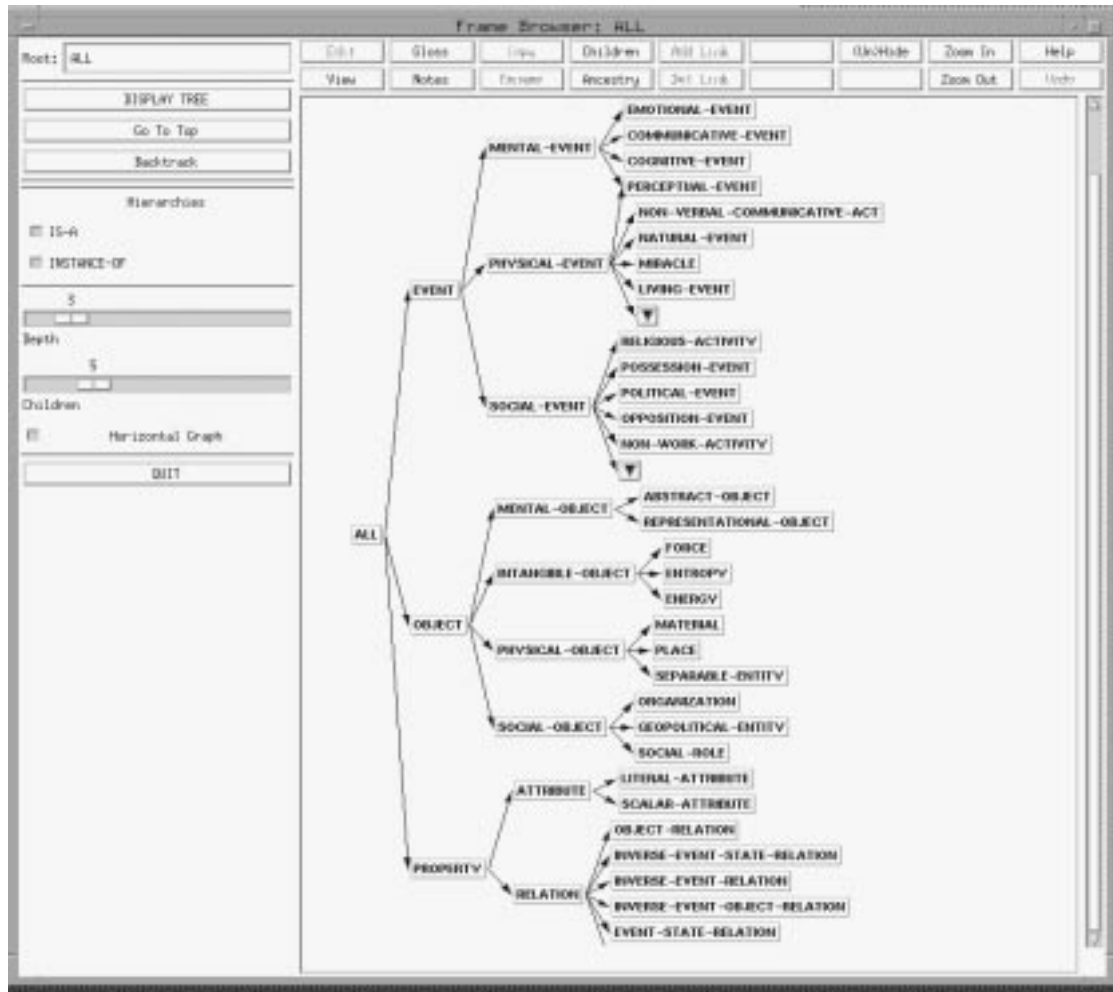 Frame Browser: ALL
Root: ALL
Edit Gloss Copy Children Add Link (Un)Hide Zoom In Help
View Notes Rename Ancestry Del Link Zoom Out Undo
DISPLAY TREE
Go To Top
Backtrack
Hierarchies
IS-A
INSTANCE-OF
Depth
5
Children
Horizontal Graph
QUIT
ALL
EVENT
MENTAL-EVENT
EMOTIONAL-EVENT
COMMUNICATIVE-EVENT
COGNITIVE-EVENT
PERCEPTUAL-EVENT
PHYSICAL-EVENT
NON-VERBAL-COMMUNICATIVE-ACT
NATURAL-EVENT
MIRACLE
LIVING-EVENT
SOCIAL-EVENT
RELIGIOUS-ACTIVITY
POSSESSION-EVENT
POLITICAL-EVENT
OPPOSITION-EVENT
NON-WORK-ACTIVITY
OBJECT
MENTAL-OBJECT
ABSTRACT-OBJECT
REPRESENTATIONAL-OBJECT
INTANGIBLE-OBJECT
FORCE
ENTROPY
ENERGY
PHYSICAL-OBJECT
MATERIAL
PLACE
SEPARABLE-ENTITY
SOCIAL-OBJECT
ORGANIZATION
GEOPOLITICAL-ENTITY
SOCIAL-ROLE
PROPERTY
ATTRIBUTE
LITERAL-ATTRIBUTE
SCALAR-ATTRIBUTE
RELATION
OBJECT-RELATION
INVERSE-EVENT-STATE-RELATION
INVERSE-EVENT-RELATION
INVERSE-EVENT-OBJECT-RELATION
EVENT-STATE-RELATION